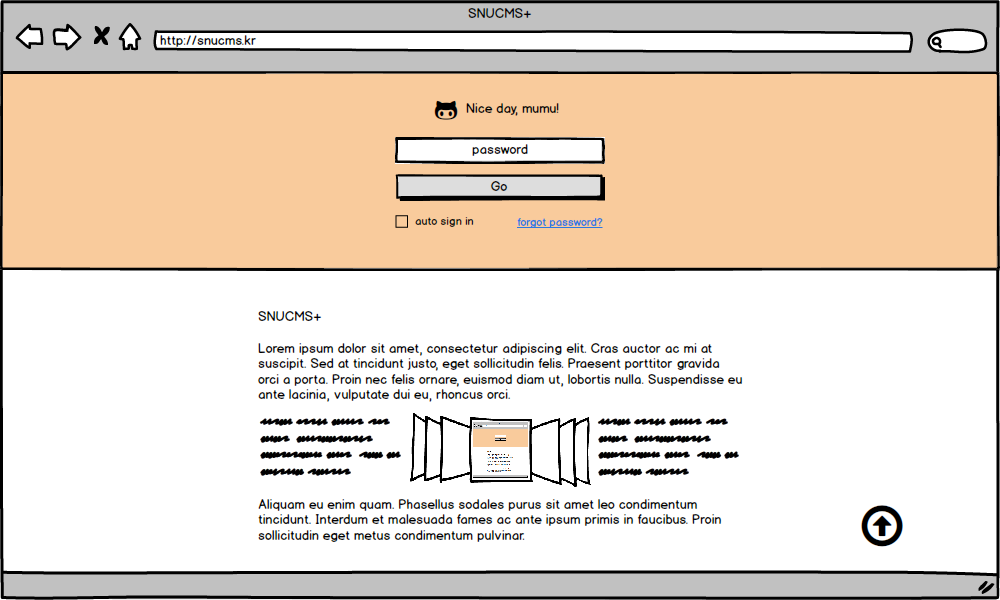 SNUCMS+
http://snucms.kr
Nice day, mumu!
password
Go
auto sign in
forgot password?
SNUCMS+
Lorem ipsum dolor sit amet, consectetur adipiscing elit. Cras auctor ac mi at
suscipit. Sed at tincidunt justo, eget sollicitudin felis. Praesent porttitor gravida
orci a porta. Proin nec felis ornare, euismod diam ut, lobortis nulla. Suspendisse eu
ante lacinia, vulputate dui eu, rhoncus orci.
Aliquam eu enim quam. Phasellus sodales purus sit amet leo condimentum
tincidunt. Interdum et malesuada fames ac ante ipsum primis in faucibus. Proin
sollicitudin eget metus condimentum pulvinar.